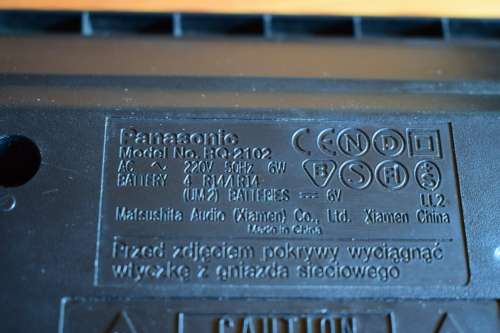 Panasonic
Model No. RQ-2102
AC ∿ 220V 50Hz 6W
BATTERY 4 R14/LR14
(UM-2) BATTERIES ⎓ 6V
LL2
Matsushita Audio (Xiamen) Co., Ltd. Xiamen China
Made in China
Przed zdjęciem pokrywy wyciągnąć
wtyczkę z gniazda sieciowego
CAUTION